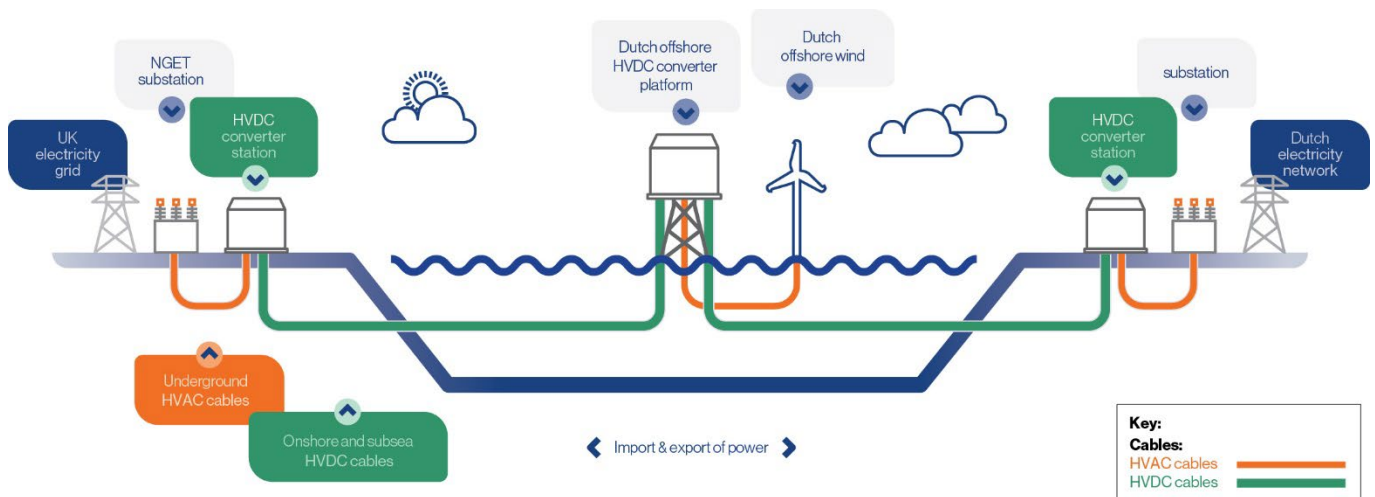 NGET
substation
UK
electricity
grid
HVDC
converter
station
Dutch offshore
HVDC converter
platform
Dutch
offshore wind
substation
HVDC
converter
station
Dutch
electricity
network
Underground
HVAC cables
Onshore and subsea
HVDC cables
Import & export of power
Key:
Cables:
HVAC cables
HVDC cables